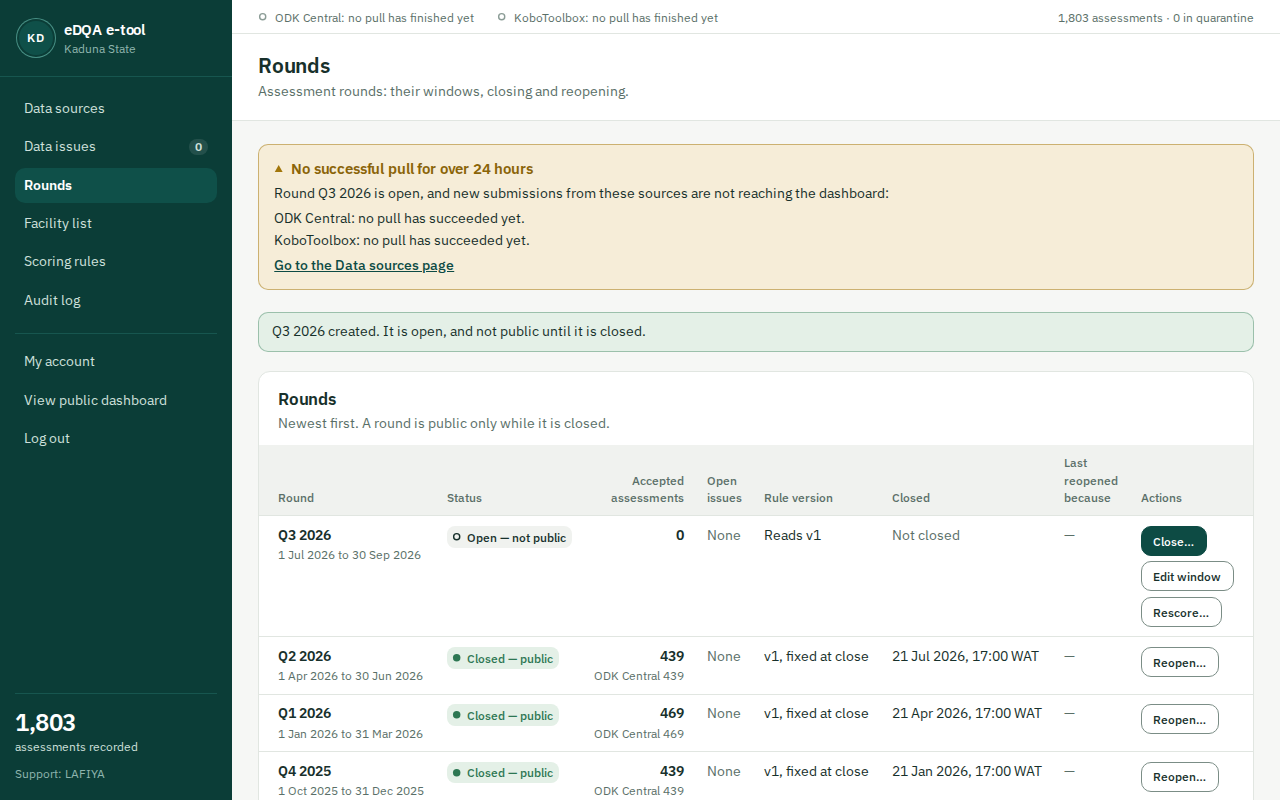 KD
eDQA e-tool
Kaduna State
Data sources
Data issues 0
Rounds
Facility list
Scoring rules
Audit log
My account
View public dashboard
Log out
1,803
assessments recorded
Support: LAFIYA
ODK Central: no pull has finished yet
KoboToolbox: no pull has finished yet
1,803 assessments · 0 in quarantine
Rounds
Assessment rounds: their windows, closing and reopening.
▲ No successful pull for over 24 hours
Round Q3 2026 is open, and new submissions from these sources are not reaching the dashboard:
ODK Central: no pull has succeeded yet.
KoboToolbox: no pull has succeeded yet.
Go to the Data sources page
Q3 2026 created. It is open, and not public until it is closed.
Rounds
Newest first. A round is public only while it is closed.
Round Status Accepted assessments Open issues Rule version Closed Last reopened because Actions
Q3 2026 Open — not public 0 None Reads v1 Not closed — Close...
1 Jul 2026 to 30 Sep 2026
Edit window
Rescore...
Q2 2026 Closed — public 439 None v1, fixed at close 21 Jul 2026, 17:00 WAT — Reopen...
1 Apr 2026 to 30 Jun 2026 ODK Central 439
Q1 2026 Closed — public 469 None v1, fixed at close 21 Apr 2026, 17:00 WAT — Reopen...
1 Jan 2026 to 31 Mar 2026 ODK Central 469
Q4 2025 Closed — public 439 None v1, fixed at close 21 Jan 2026, 17:00 WAT — Reopen...
1 Oct 2025 to 31 Dec 2025 ODK Central 439